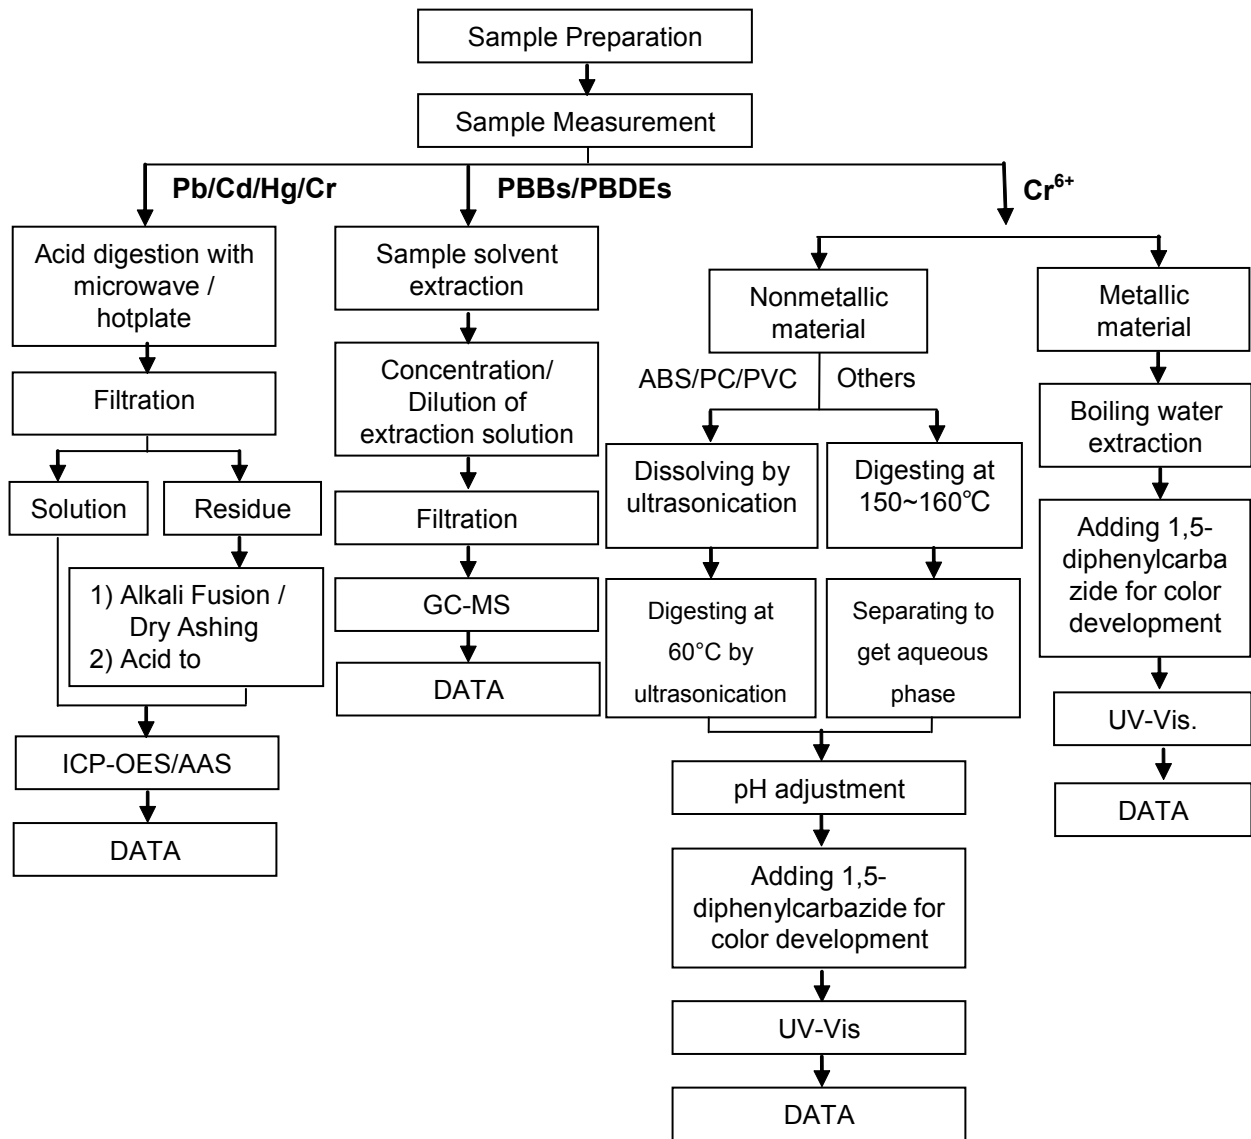 Sample Preparation
Sample Measurement
Pb/Cd/Hg/Cr
PBBs/PBDEs
Cr6+
Acid digestion with
microwave /
hotplate
Filtration
Solution
Residue
1) Alkali Fusion /
Dry Ashing
2) Acid to
ICP-OES/AAS
DATA
Sample solvent
extraction
Concentration/
Dilution of
extraction solution
Filtration
GC-MS
DATA
Nonmetallic
material
ABS/PC/PVC
Others
Dissolving by
ultrasonication
Digesting at
60°C by
ultrasonication
Digesting at
150~160℃
Separating to
get aqueous
phase
pH adjustment
Adding 1,5-
diphenylcarbazide for
color development
UV-Vis
DATA
Metallic
material
Boiling water
extraction
Adding 1,5-
diphenylcarba
zide for color
development
UV-Vis.
DATA